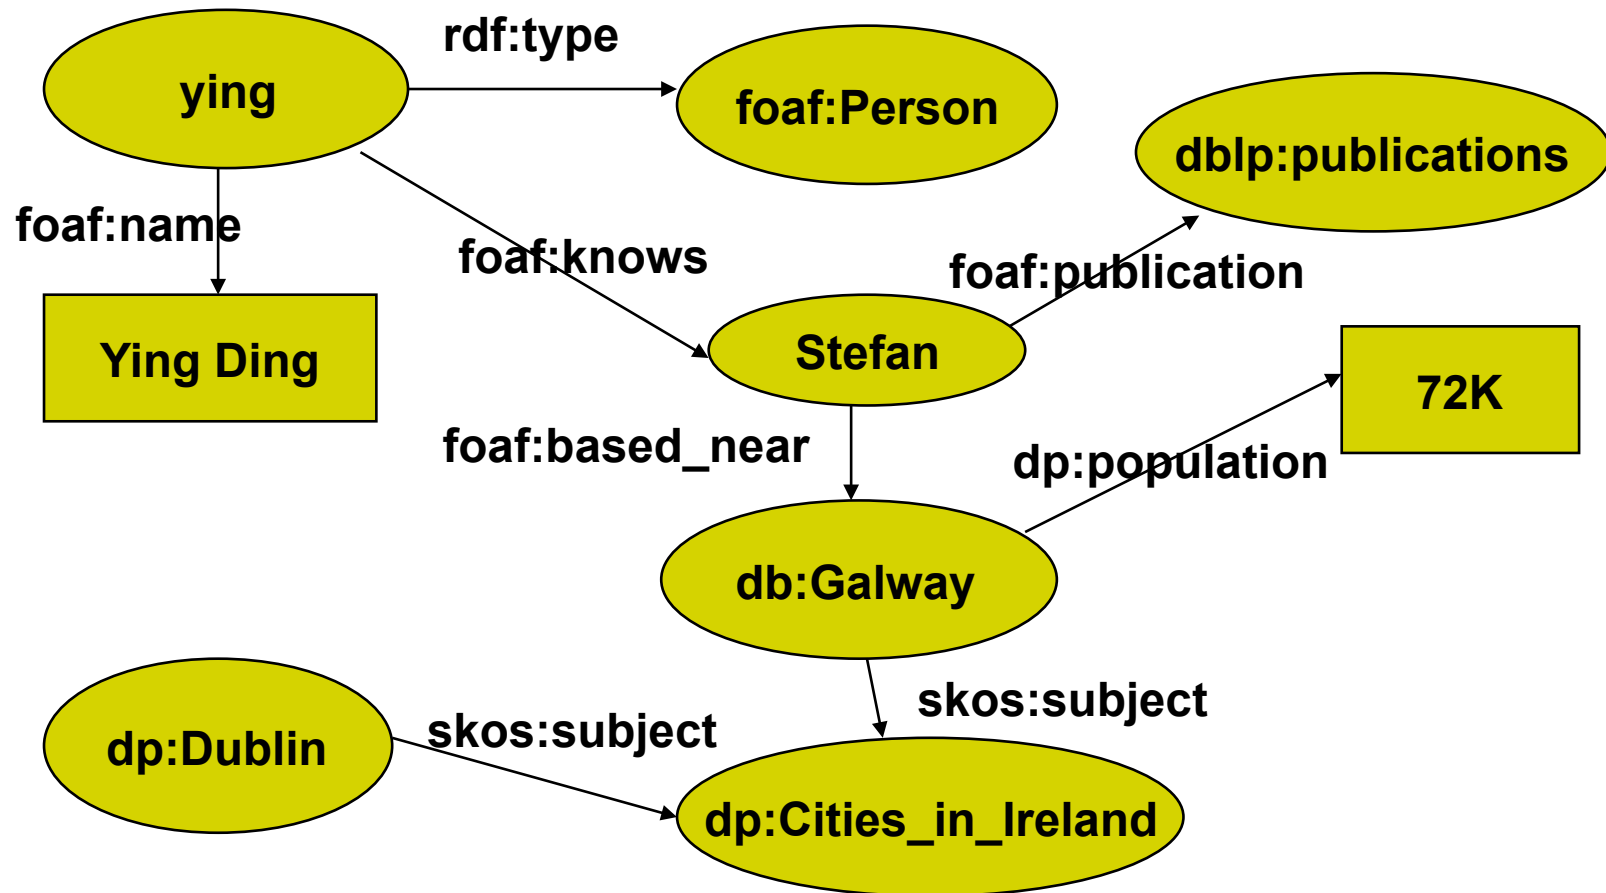 rdf:type
ying
foaf:Person
dblp:publications
foaf:name
foaf:knows
foaf:publication
Ying Ding
Stefan
72K
foaf:based_near
dp:population
db:Galway
skos:subject
skos:subject
dp:Dublin
dp:Cities_in_Ireland